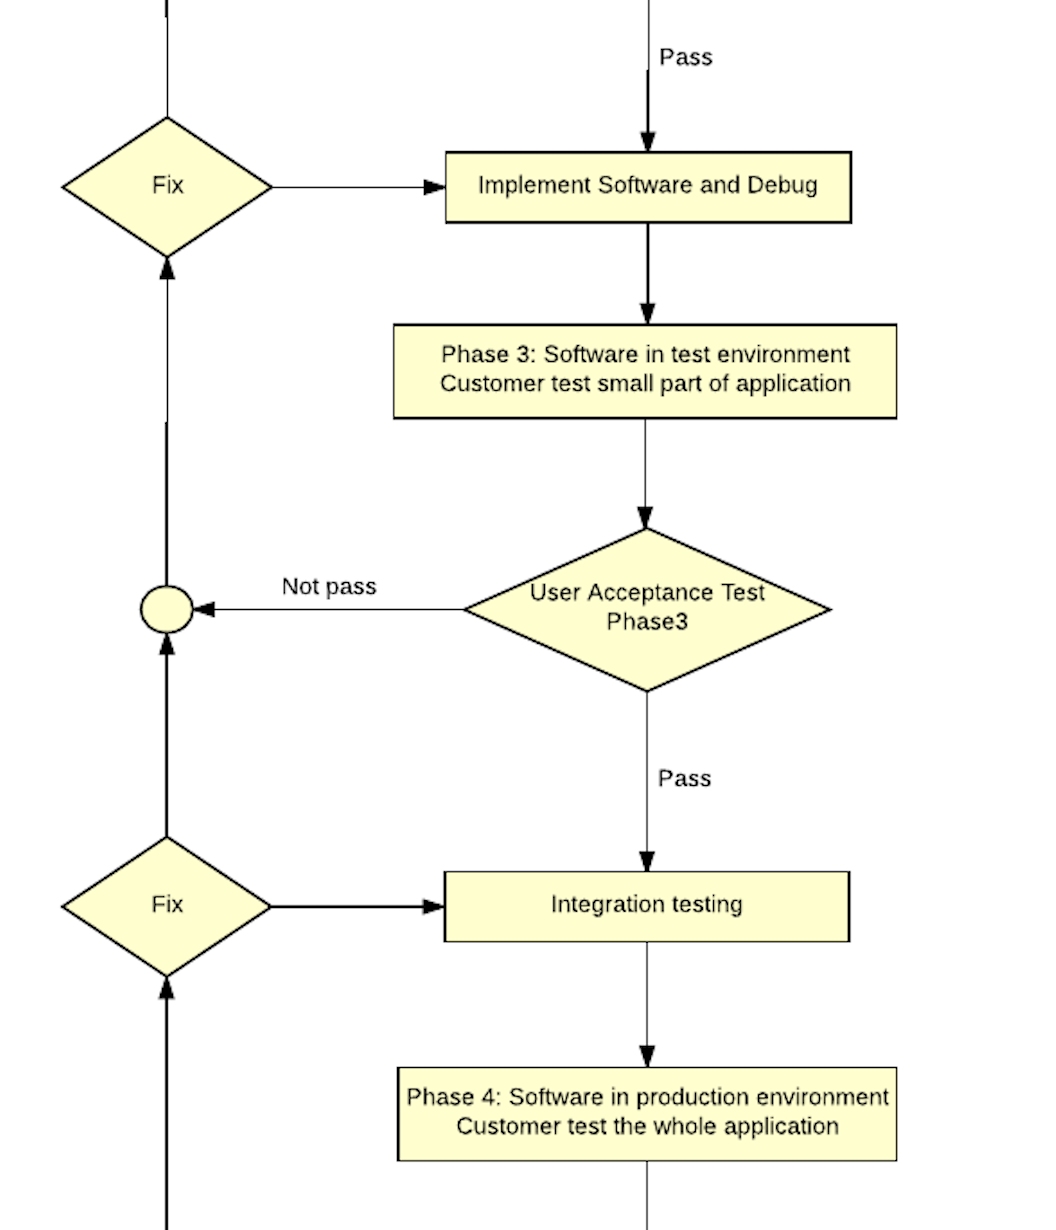 Pass
Fix
Implement Software and Debug
Phase 3: Software in test environment
Customer test small part of application
User Acceptance Test
Phase3
Not pass
Pass
Fix
Integration testing
Phase 4: Software in production environment
Customer test the whole application